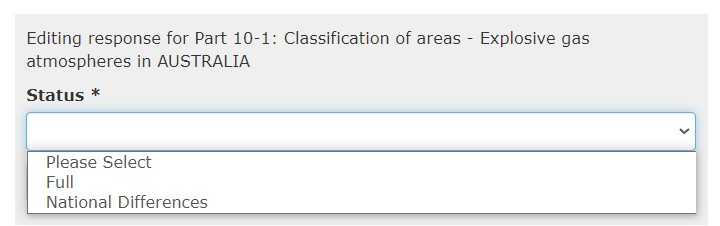 Editing response for Part 10-1: Classification of areas - Explosive gas
atmospheres in AUSTRALIA
Status *
Please Select
Full
National Differences